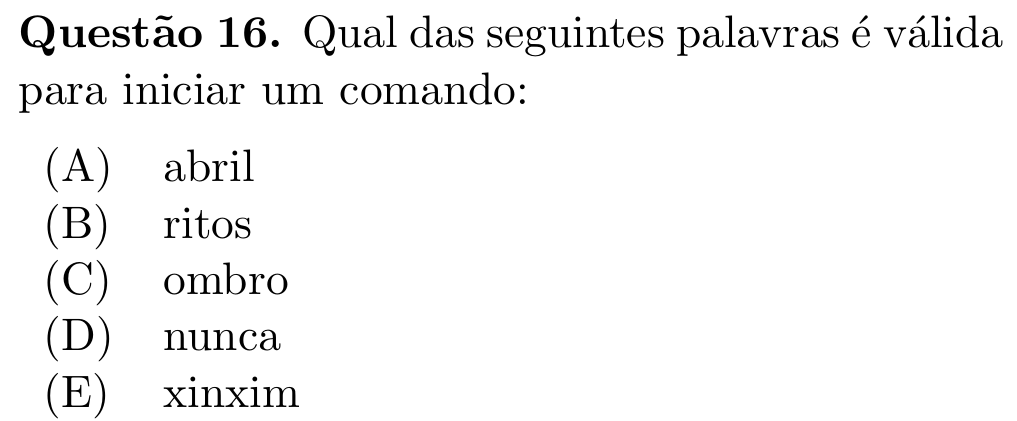 Questão 16. Qual das seguintes palavras é válida
para iniciar um comando:
(A) abril
(B) ritos
(C) ombro
(D) nunca
(E) xinxim